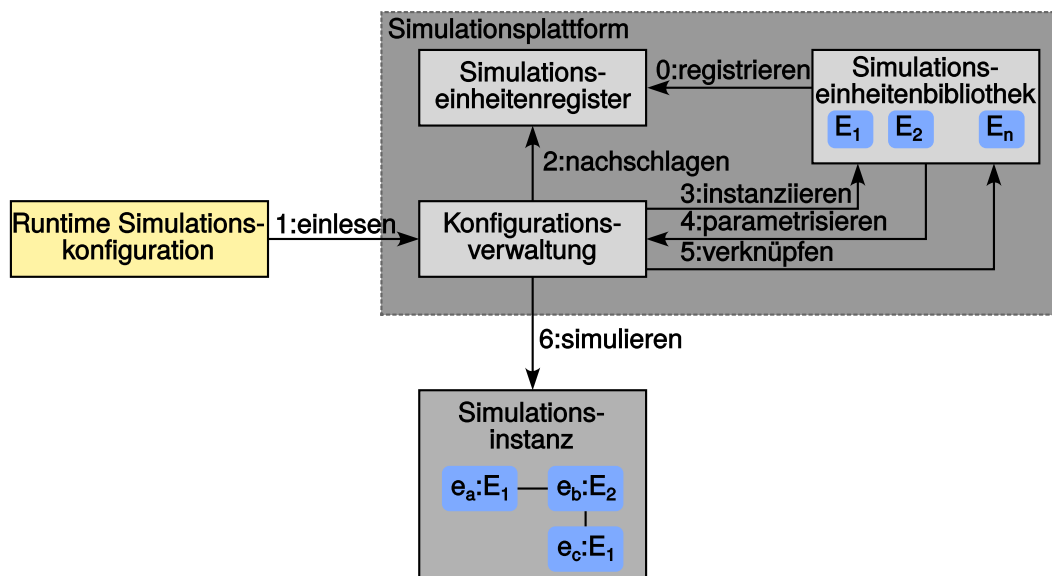 Simulationsplattform
Simulations-
einheitenregister
0:registrieren
Simulations-
einheitenbibliothek
E1 E2 En
2:nachschlagen
Runtime Simulations-
konfiguration
1:einlesen
Konfigurations-
verwaltung
3:instanziieren
4:parametrisieren
5:verknüpfen
6:simulieren
Simulations-
instanz
ea:E1 eb:E2
ec:E1